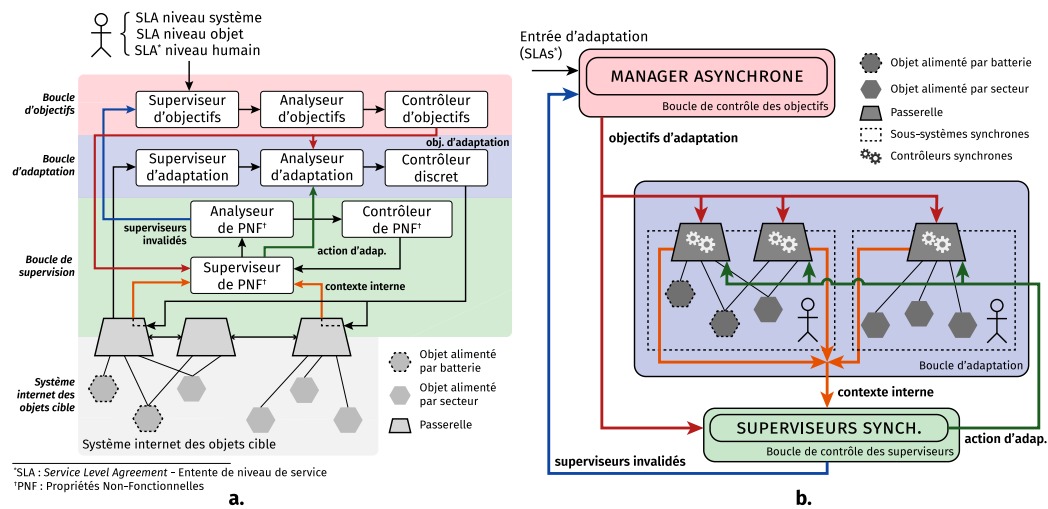 SLA niveau système
SLA niveau objet
SLA* niveau humain
Boucle
d'objectifs
Superviseur
d'objectifs
Analyseur
d'objectifs
Contrôleur
d'objectifs
obj. d'adaptation
Boucle
d'adaptation
Superviseur
d'adaptation
Analyseur
d'adaptation
Contrôleur
discret
Analyseur
de PNF†
Contrôleur
de PNF†
superviseurs
invalidés
action d'adap.
Boucle de
supervision
Superviseur
de PNF†
contexte interne
Système
internet des
objets cible
Objet alimenté
par batterie
Objet alimenté
par secteur
Passerelle
Système internet des objets cible
*SLA : Service Level Agreement – Entente de niveau de service
†PNF : Propriétés Non-Fonctionnelles
a.
Entrée d'adaptation
(SLAs*)
MANAGER ASYNCHRONE
Boucle de contrôle des objectifs
Objet alimenté par batterie
Objet alimenté par secteur
Passerelle
Sous-systèmes synchrones
Contrôleurs synchrones
objectifs d'adaptation
Boucle d'adaptation
contexte interne
SUPERVISEURS SYNCH.
Boucle de contrôle des superviseurs
action d'adap.
superviseurs invalidés
b.